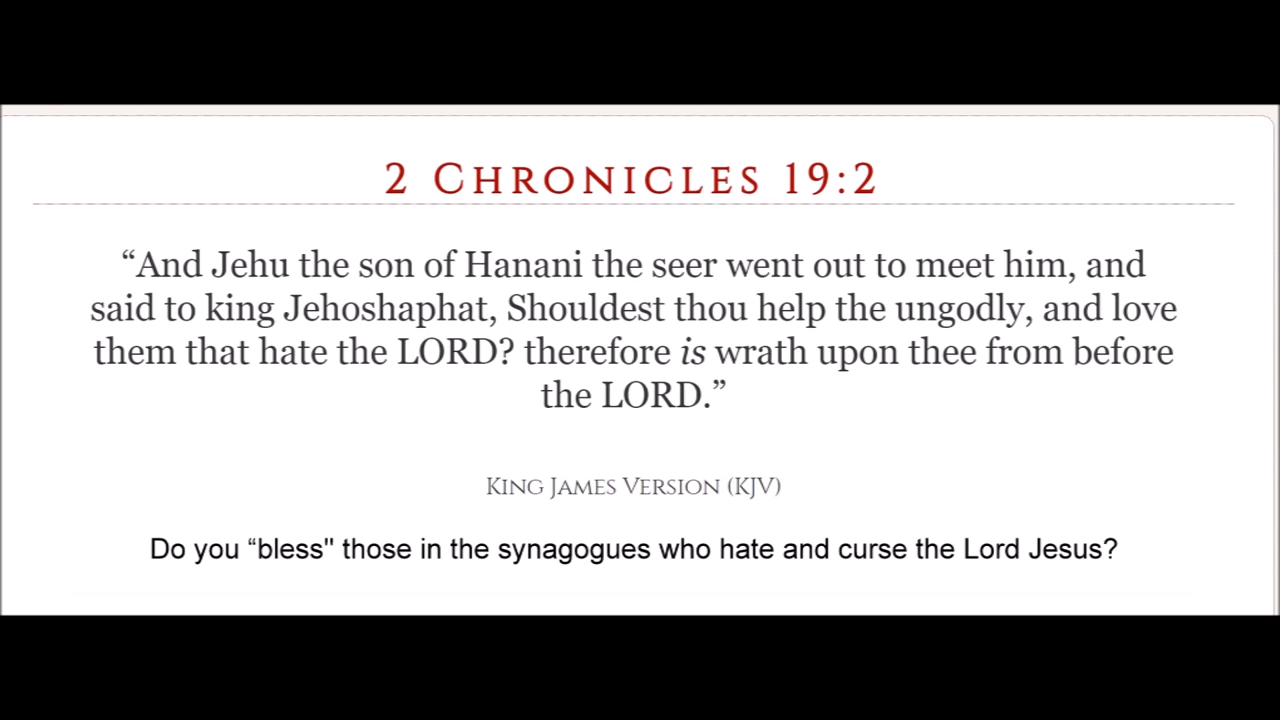 2 CHRONICLES 19:2
“And Jehu the son of Hanani the seer went out to meet him, and
said to king Jehoshaphat, Shouldest thou help the ungodly, and love
them that hate the LORD? therefore is wrath upon thee from before
the LORD.”
KING JAMES VERSION (KJV)
Do you “bless" those in the synagogues who hate and curse the Lord Jesus?